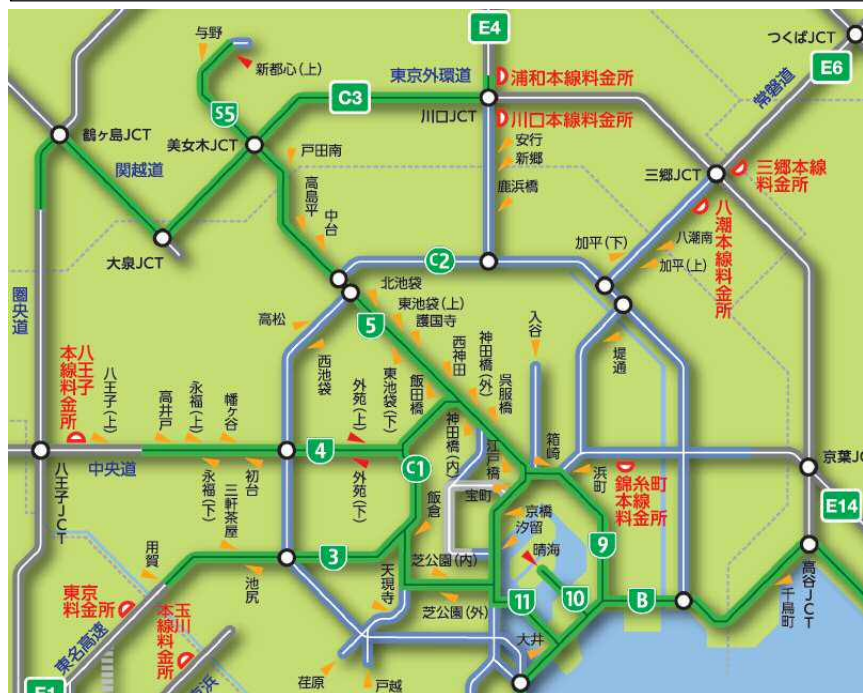 E4
つくばJCT
与野
新都心(上)
東京外環道
浦和本線料金所
E6
常磐道
C3
S5
鶴ヶ島JCT
美女木JCT
川口JCT
川口本線料金所
関越道
戸田南
安行
新郷
鹿浜橋
三郷JCT
三郷本線
料金所
高島平
中台
八潮本線料金所
大泉JCT
加平(下)
八潮南
加平(上)
C2
圏央道
北池袋
東池袋(上)
護国寺
高松
5
西神田
神田橋(外)
入谷
呉服橋
堤通
八王子
本線料金所
八王子(上)
高井戸
永福(上)
幡ヶ谷
西池袋
外苑(上)
東池袋(下)
飯田橋
神田橋(内)
江戸橋
箱崎
中央道
4
C1
浜町
錦糸町
本線
料金所
京葉JC
八王子JCT
永福(下)
初台
三軒茶屋
外苑(下)
飯倉
宝町
京橋
汐留
E14
用賀
3
池尻
天現寺
芝公園(内)
晴海
9
高谷JCT
東京
料金所
玉川
本線料金所
芝公園(外)
11
10
B
千鳥町
東名高速
大井
荏原
戸越
E1
京浜